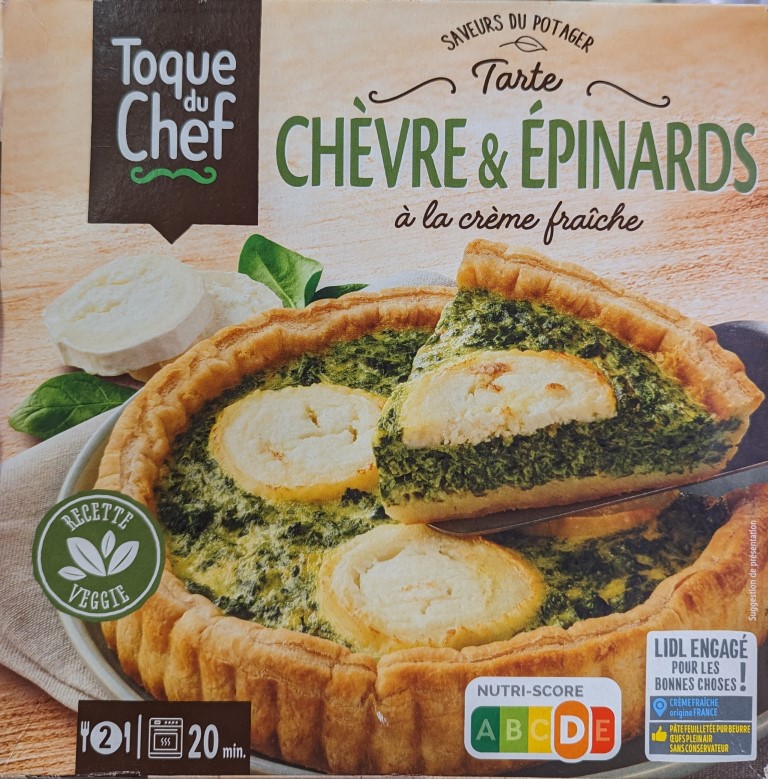 Toque
du
Chef
SAVEURS DU POTAGER
Tarte
CHÈVRE & ÉPINARDS
à la crème fraîche
RECETTE
VEGGIE
Suggestion de présentation
2
20 min.
NUTRI-SCORE
A B C D E
LIDL ENGAGÉ
POUR LES
BONNES CHOSES !
CRÈME FRAÎCHE
origine FRANCE
PÂTE FEUILLETÉE PUR BEURRE
ŒUFS PLEIN AIR
SANS CONSERVATEUR